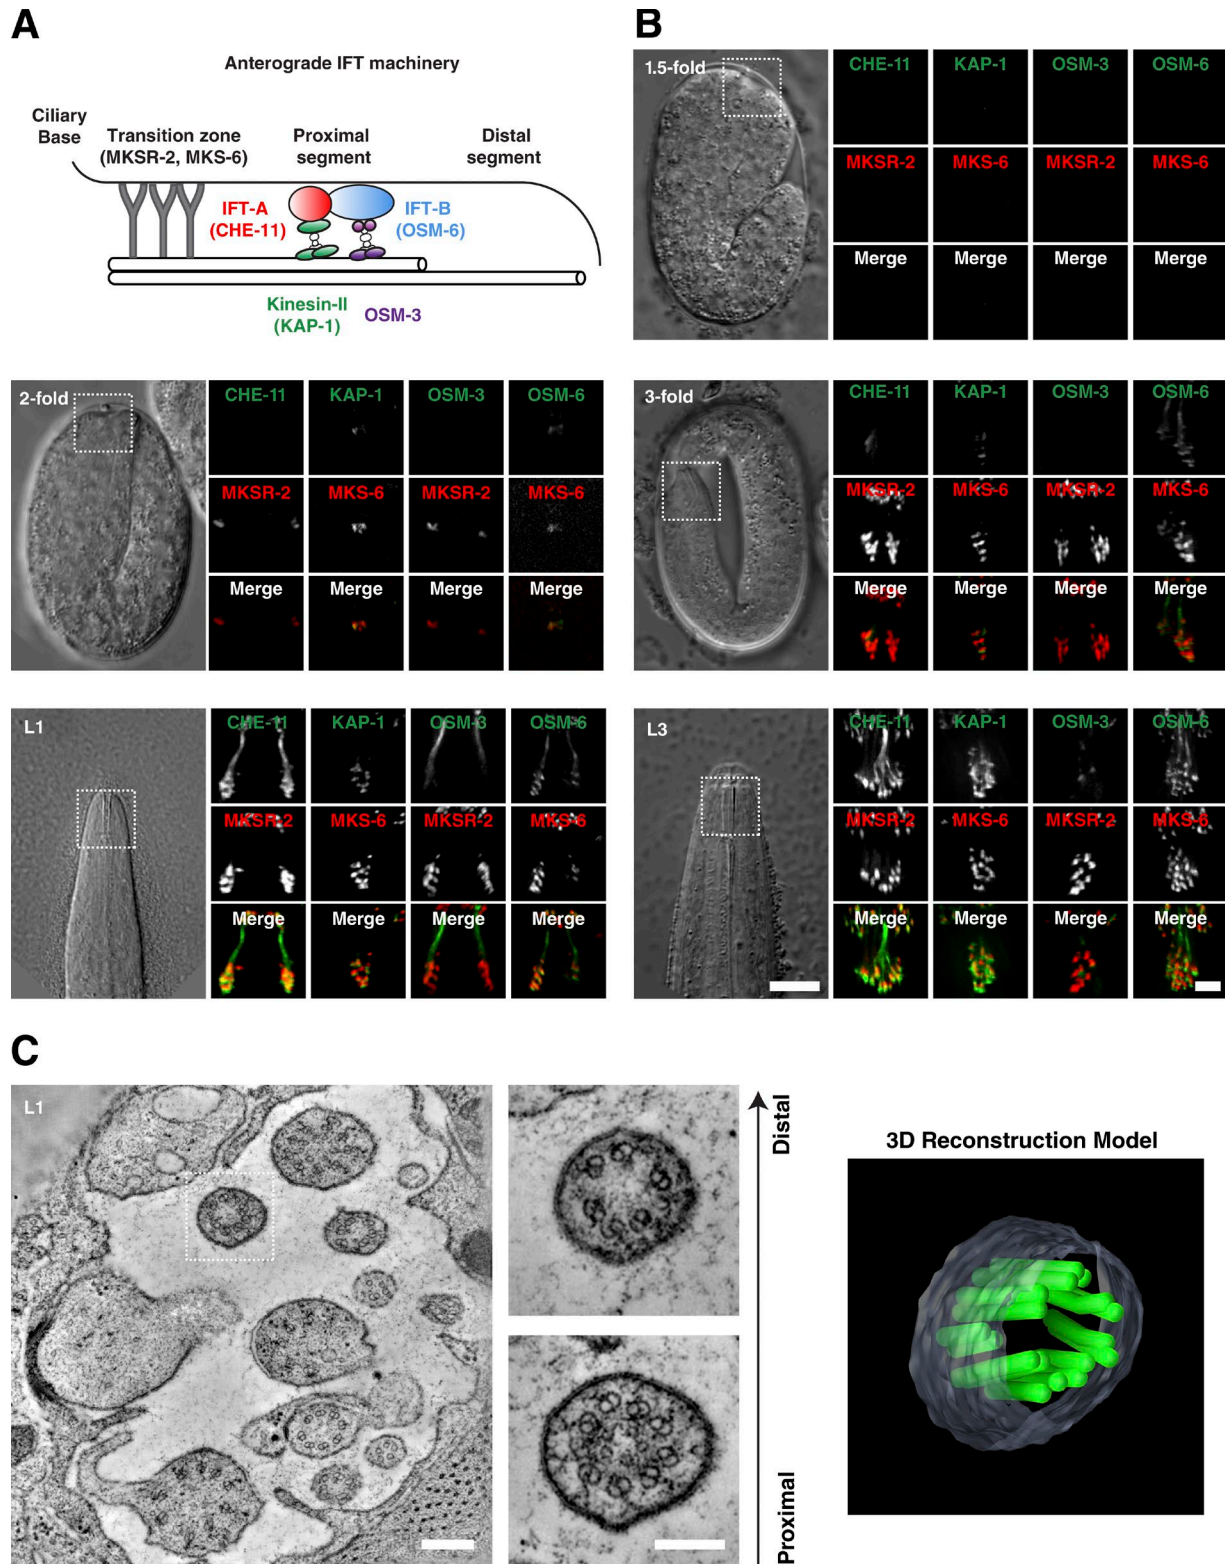 A
Anterograde IFT machinery
Ciliary
Base
Transition zone
(MKSR-2, MKS-6)
Proximal
segment
Distal
segment
IFT-A
(CHE-11)
IFT-B
(OSM-6)
Kinesin-II
(KAP-1)
OSM-3
B
1.5-fold
CHE-11 KAP-1 OSM-3 OSM-6
MKSR-2 MKS-6 MKSR-2 MKS-6
Merge Merge Merge Merge
2-fold
CHE-11 KAP-1 OSM-3 OSM-6
MKSR-2 MKS-6 MKSR-2 MKS-6
Merge Merge Merge Merge
3-fold
CHE-11 KAP-1 OSM-3 OSM-6
MKSR-2 MKS-6 MKSR-2 MKS-6
Merge Merge Merge Merge
L1
CHE-11 KAP-1 OSM-3 OSM-6
MKSR-2 MKS-6 MKSR-2 MKS-6
Merge Merge Merge Merge
L3
CHE-11 KAP-1 OSM-3 OSM-6
MKSR-2 MKS-6 MKSR-2 MKS-6
Merge Merge Merge Merge
C
L1
Distal
Proximal
3D Reconstruction Model